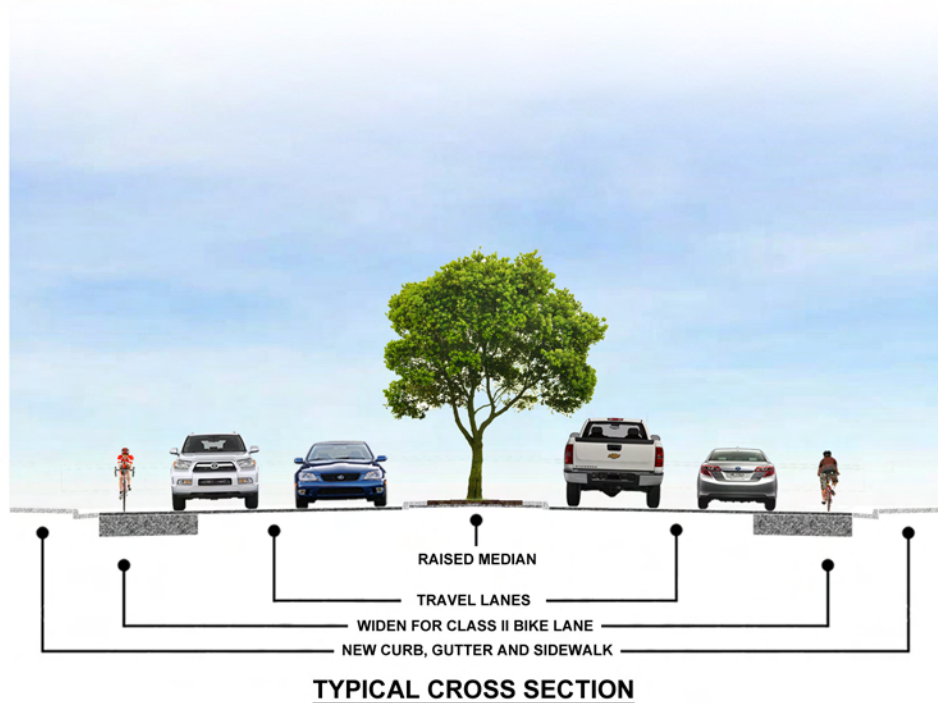 RAISED MEDIAN
TRAVEL LANES
WIDEN FOR CLASS II BIKE LANE
NEW CURB, GUTTER AND SIDEWALK
TYPICAL CROSS SECTION